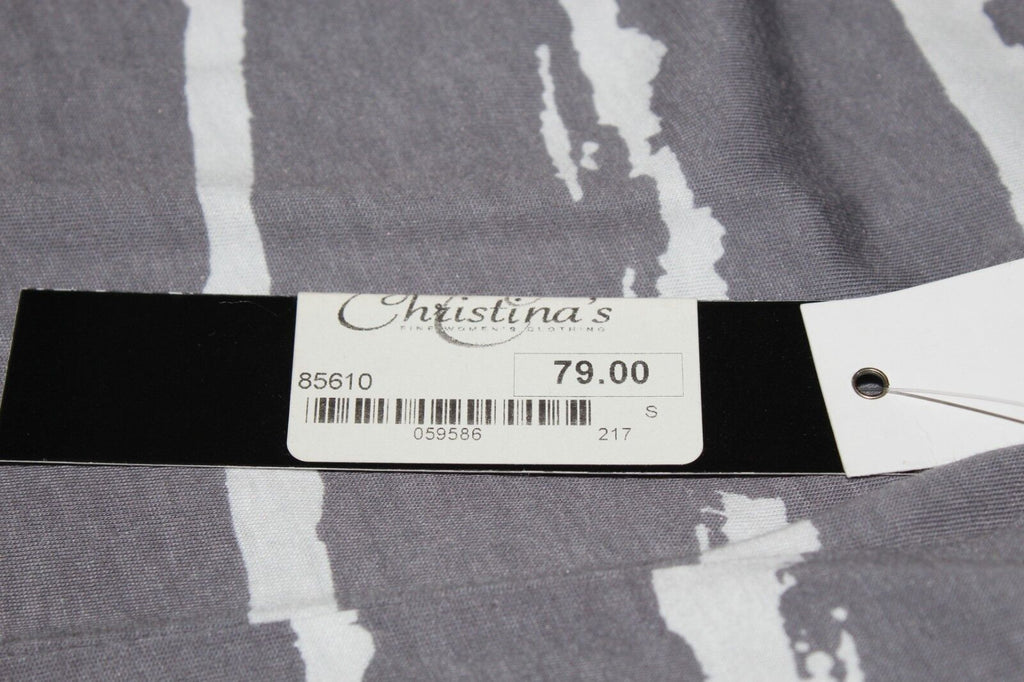 Christina's
FINE WOMEN'S CLOTHING
79.00
85610
S
059586
217